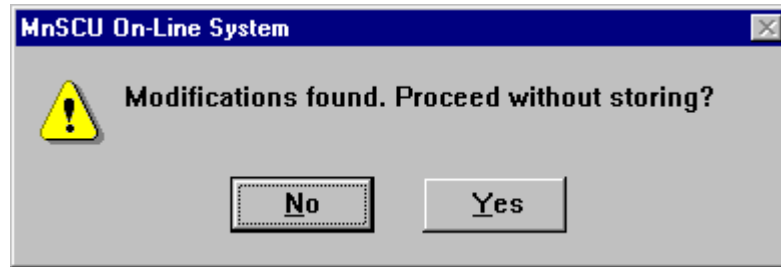 MnSCU On-Line System
Modifications found. Proceed without storing?
No
Yes